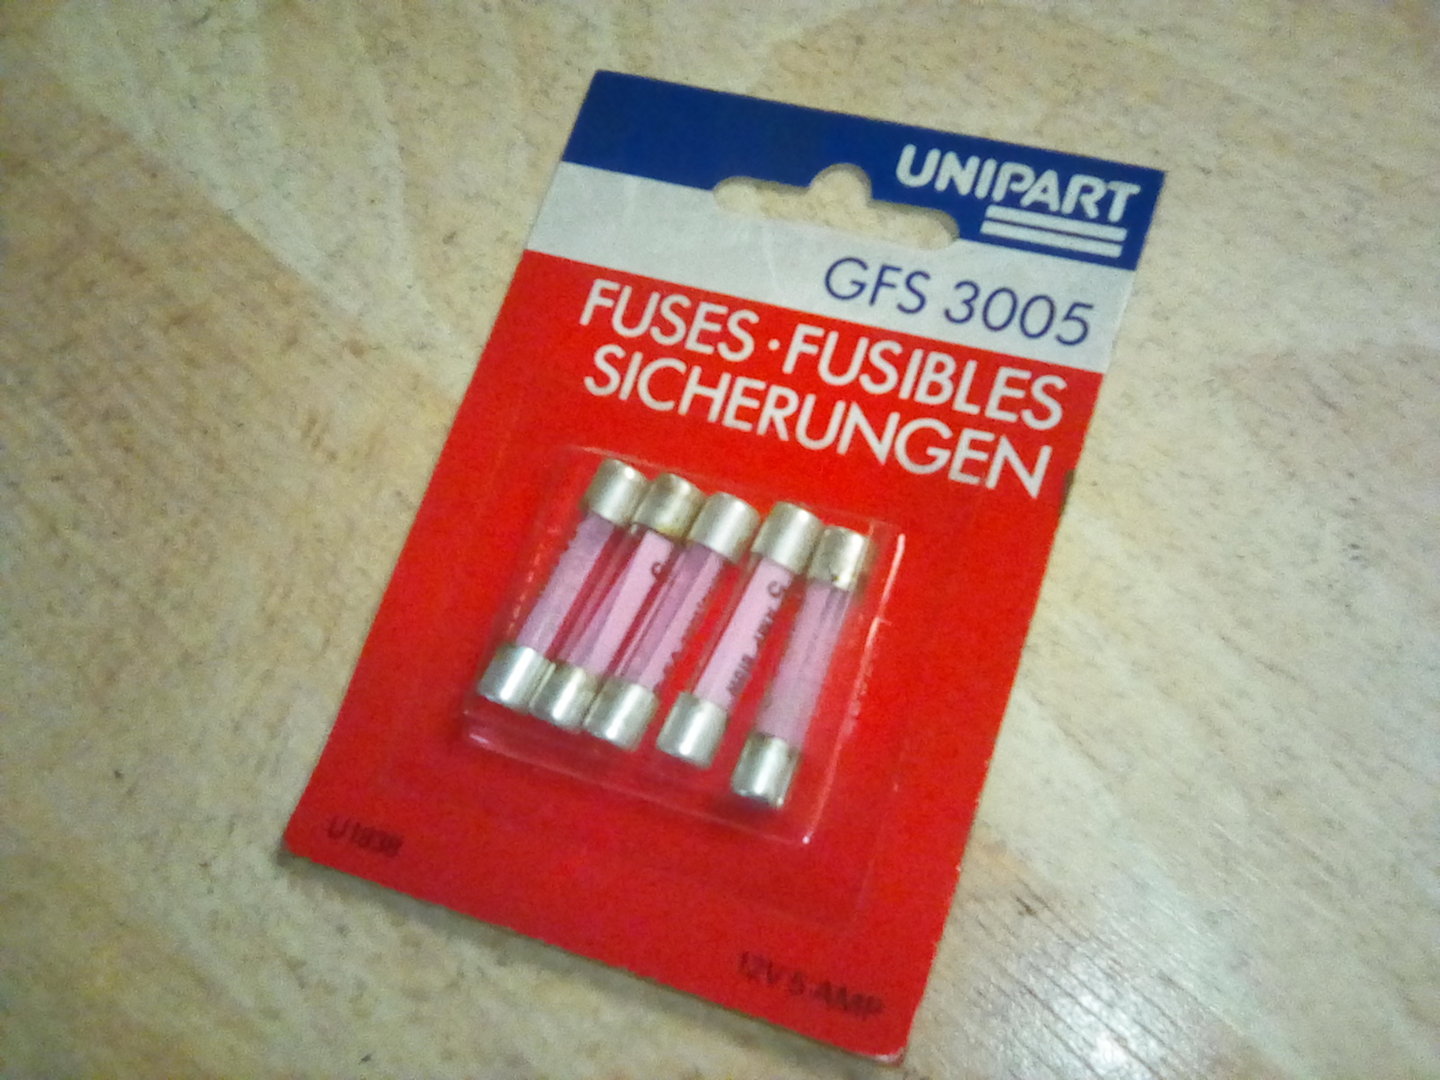 UNIPART
GFS 3005
FUSES · FUSIBLES
SICHERUNGEN
12V 5 AMP